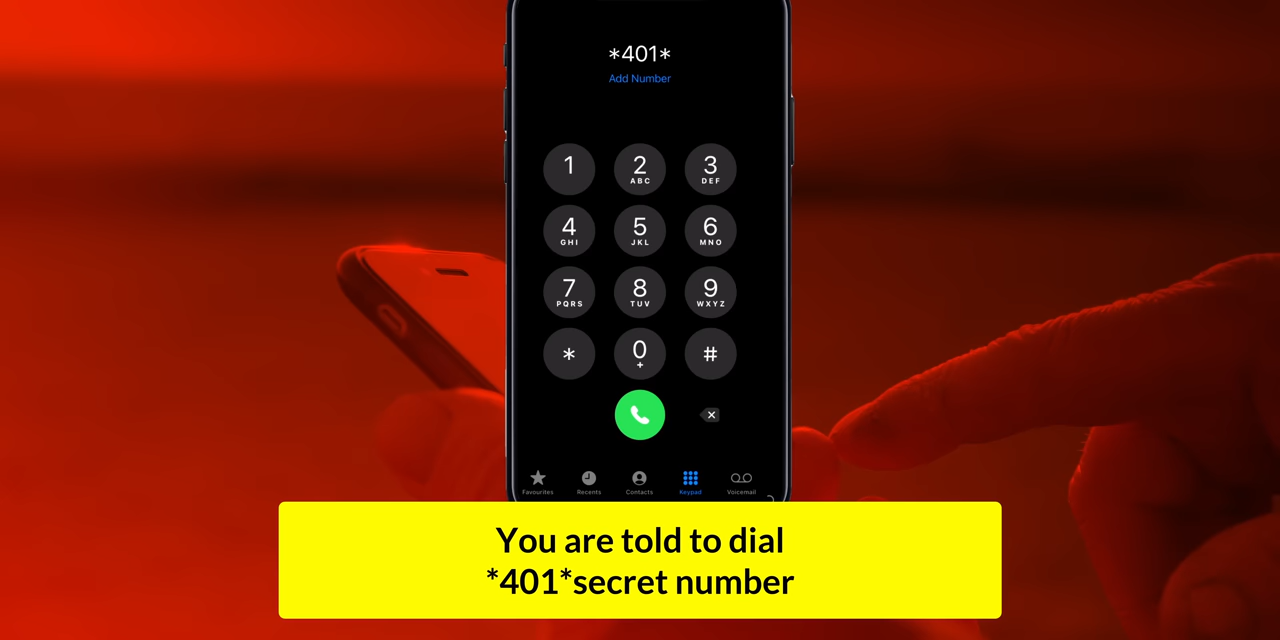 *401*
Add Number
1
2 ABC
3 DEF
4 GHI
5 JKL
6 MNO
7 PQRS
8 TUV
9 WXYZ
*
0 +
#
Favourites Recents Contacts Keypad Voicemail
You are told to dial
*401*secret number